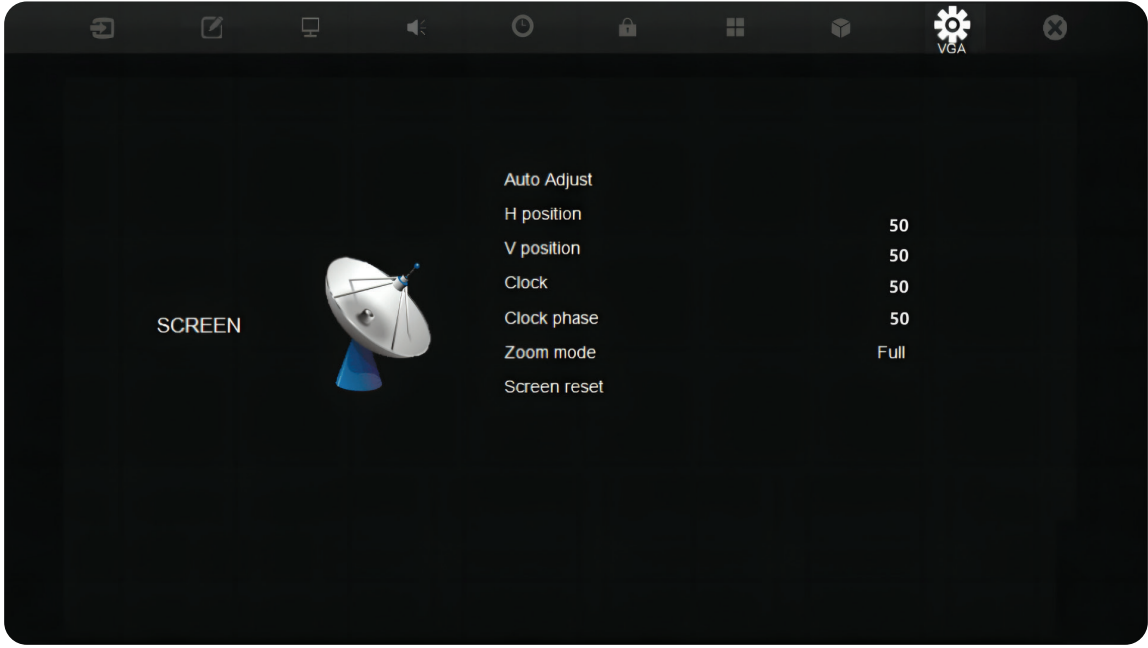 VGA
SCREEN
Auto Adjust
H position 50
V position 50
Clock 50
Clock phase 50
Zoom mode Full
Screen reset